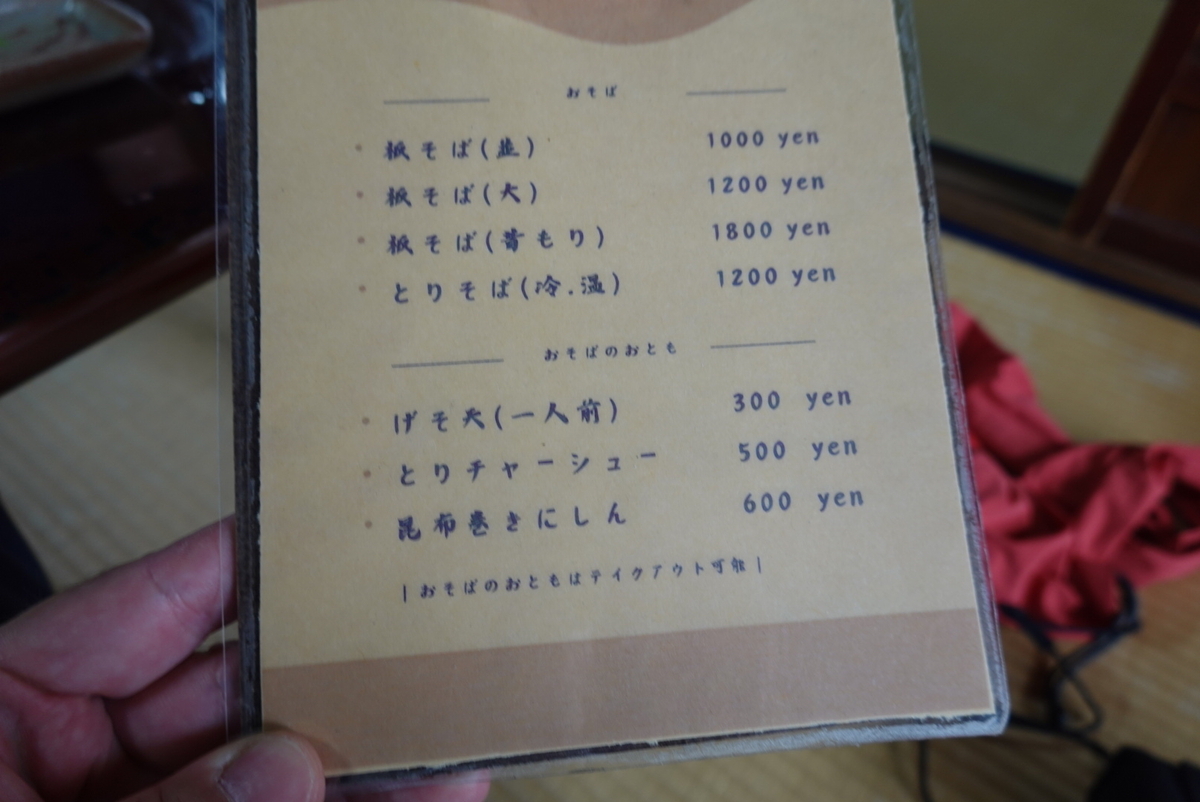 おそば
板そば(並) 1000 yen
板そば(大) 1200 yen
板そば(昔もり) 1800 yen
とりそば(冷.温) 1200 yen
おそばのおとも
げそ天(一人前) 300 yen
とりチャーシュー 500 yen
昆布巻きにしん 600 yen
|おそばのおともはテイクアウト可能|